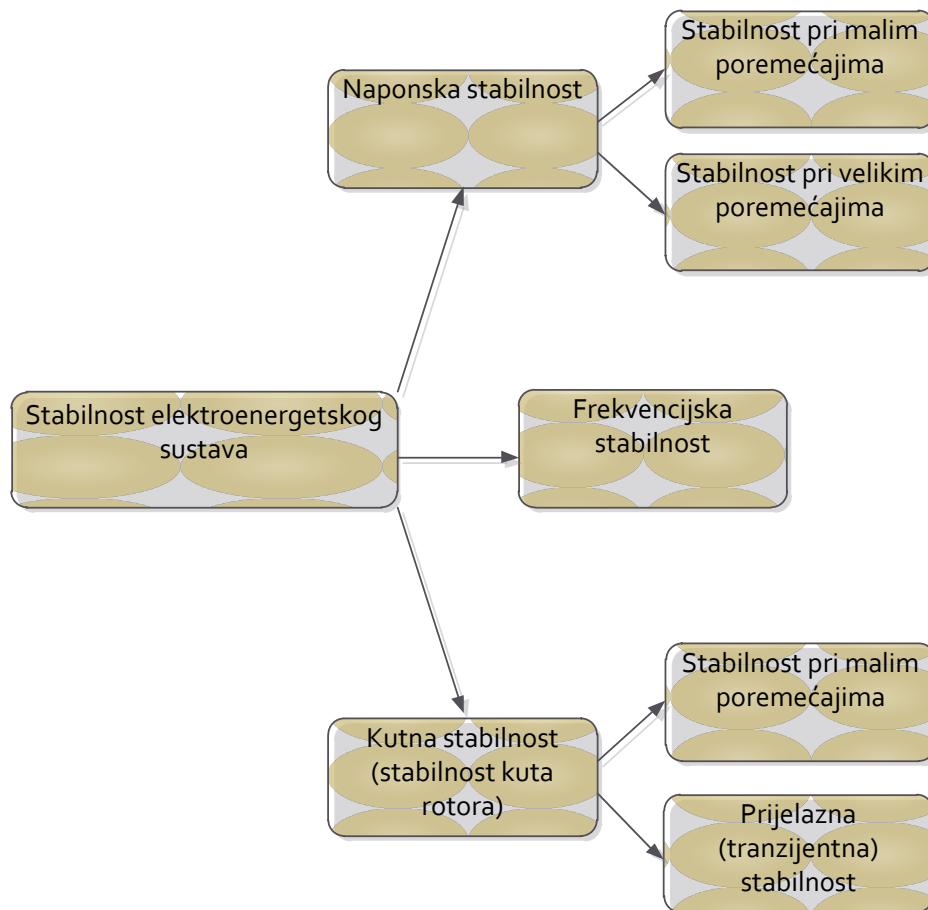 Stabilnost pri malim
poremećajima
Naponska stabilnost
Stabilnost pri velikim
poremećajima
Stabilnost elektroenergetskog
sustava
Frekvencijska
stabilnost
Stabilnost pri malim
poremećajima
Kutna stabilnost
(stabilnost kuta
rotora)
Prijelazna
(tranzijentna)
stabilnost